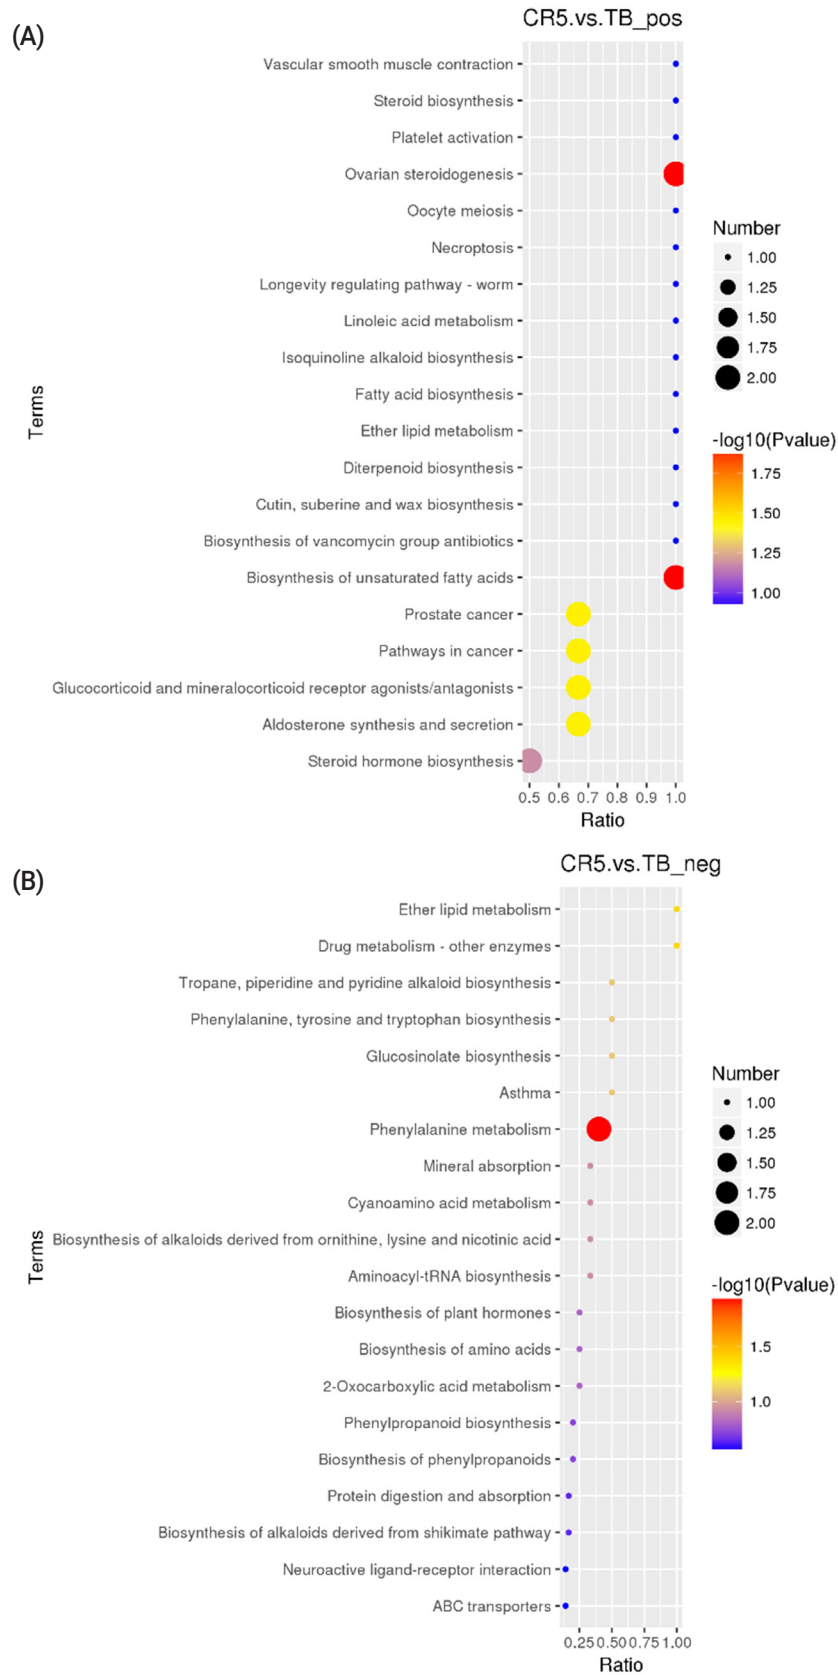 (A)
CR5.vs.TB_pos
Terms
Vascular smooth muscle contraction
Steroid biosynthesis
Platelet activation
Ovarian steroidogenesis
Oocyte meiosis
Necroptosis
Longevity regulating pathway - worm
Linoleic acid metabolism
Isoquinoline alkaloid biosynthesis
Fatty acid biosynthesis
Ether lipid metabolism
Diterpenoid biosynthesis
Cutin, suberine and wax biosynthesis
Biosynthesis of vancomycin group antibiotics
Biosynthesis of unsaturated fatty acids
Prostate cancer
Pathways in cancer
Glucocorticoid and mineralocorticoid receptor agonists/antagonists
Aldosterone synthesis and secretion
Steroid hormone biosynthesis
0.5 0.6 0.7 0.8 0.9 1.0
Ratio
Number
1.00
1.25
1.50
1.75
2.00
-log10(Pvalue)
1.75
1.50
1.25
1.00
(B)
CR5.vs.TB_neg
Terms
Ether lipid metabolism
Drug metabolism - other enzymes
Tropane, piperidine and pyridine alkaloid biosynthesis
Phenylalanine, tyrosine and tryptophan biosynthesis
Glucosinolate biosynthesis
Asthma
Phenylalanine metabolism
Mineral absorption
Cyanoamino acid metabolism
Biosynthesis of alkaloids derived from ornithine, lysine and nicotinic acid
Aminoacyl-tRNA biosynthesis
Biosynthesis of plant hormones
Biosynthesis of amino acids
2-Oxocarboxylic acid metabolism
Phenylpropanoid biosynthesis
Biosynthesis of phenylpropanoids
Protein digestion and absorption
Biosynthesis of alkaloids derived from shikimate pathway
Neuroactive ligand-receptor interaction
ABC transporters
0.25 0.50 0.75 1.00
Ratio
Number
1.00
1.25
1.50
1.75
2.00
-log10(Pvalue)
1.5
1.0